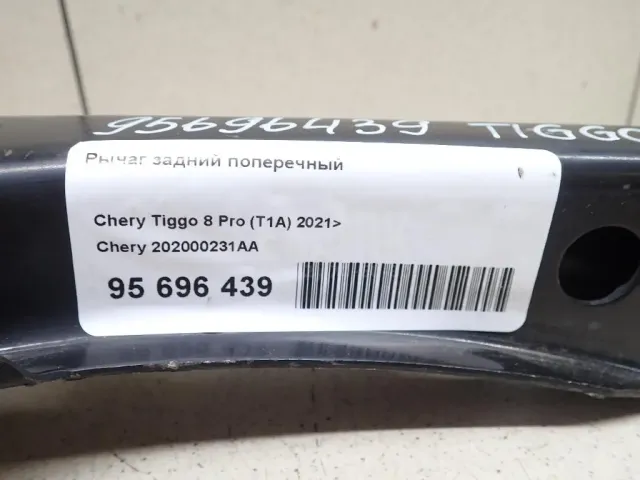 95696439 TIGGO
Рычаг задний поперечный
Chery Tiggo 8 Pro (T1A) 2021>
Chery 202000231AA
95 696 439